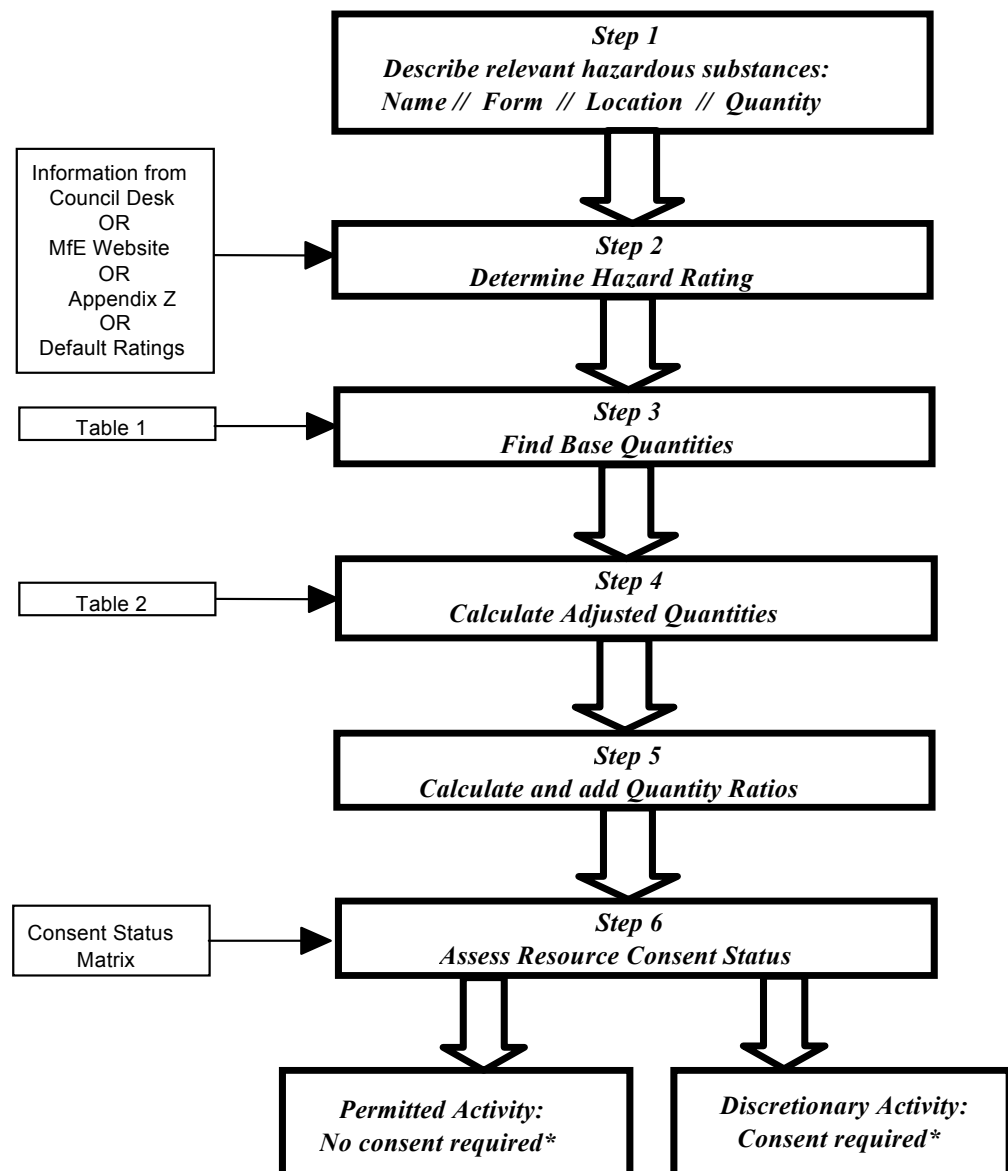 Step 1
Describe relevant hazardous substances:
Name // Form // Location // Quantity
Information from
Council Desk
OR
MfE Website
OR
Appendix Z
OR
Default Ratings
Step 2
Determine Hazard Rating
Table 1
Step 3
Find Base Quantities
Table 2
Step 4
Calculate Adjusted Quantities
Step 5
Calculate and add Quantity Ratios
Consent Status
Matrix
Step 6
Assess Resource Consent Status
Permitted Activity:
No consent required*
Discretionary Activity:
Consent required*